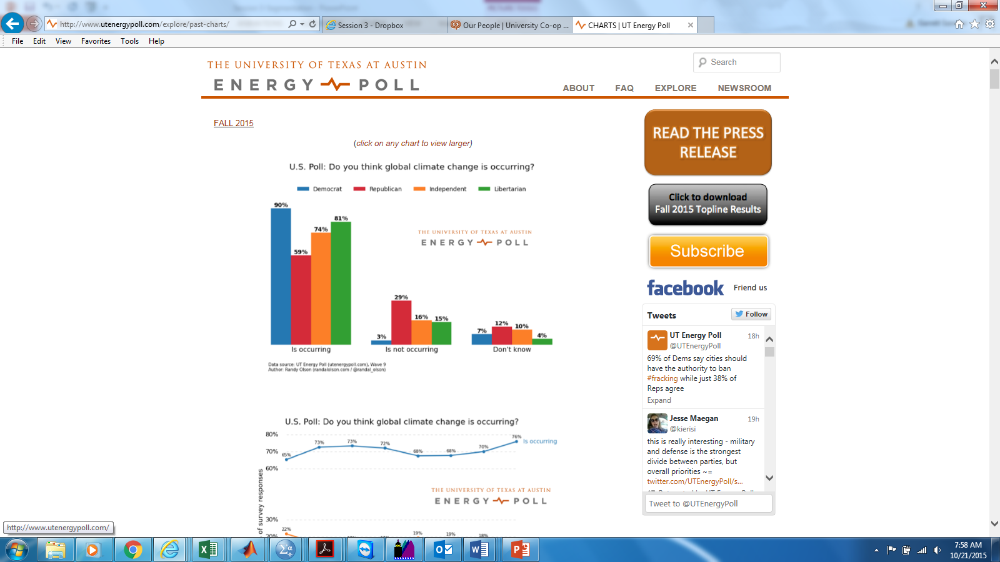 http://www.utenergypoll.com/explore/past-charts/
Session 3 - Dropbox
Our People | University Co-op ...
CHARTS | UT Energy Poll
File Edit View Favorites Tools Help
THE UNIVERSITY OF TEXAS AT AUSTIN
ENERGY POLL
Search
ABOUT FAQ EXPLORE NEWSROOM
FALL 2015
(click on any chart to view larger)
U.S. Poll: Do you think global climate change is occurring?
Democrat Republican Independent Libertarian
90%
59%
74%
81%
THE UNIVERSITY OF TEXAS AT AUSTIN
ENERGY POLL
3%
29%
16%
15%
7%
12%
10%
4%
Is occurring
Is not occurring
Don't know
Data source: UT Energy Poll (utenergypoll.com), Wave 9
Author: Randy Olson (randalolson.com / @randal_olson)
U.S. Poll: Do you think global climate change is occurring?
80%
70%
60%
65%
73%
73%
72%
68%
68%
70%
76%
Is occurring
THE UNIVERSITY OF TEXAS AT AUSTIN
ENERGY POLL
of survey responses
30%
20%
22%
19%
19%
18%
READ THE PRESS
RELEASE
Click to download
Fall 2015 Topline Results
Subscribe
facebook Friend us
Tweets
Follow
UT Energy Poll 18h
@UTEnergyPoll
69% of Dems say cities should
have the authority to ban
#fracking while just 38% of
Reps agree
Expand
Jesse Maegan 19h
@kierisi
this is really interesting - military
and defense is the strongest
divide between parties, but
overall priorities ~=
twitter.com/UTEnergyPoll/s...
Tweet to @UTEnergyPoll
http://www.utenergypoll.com/
7:58 AM
10/21/2015